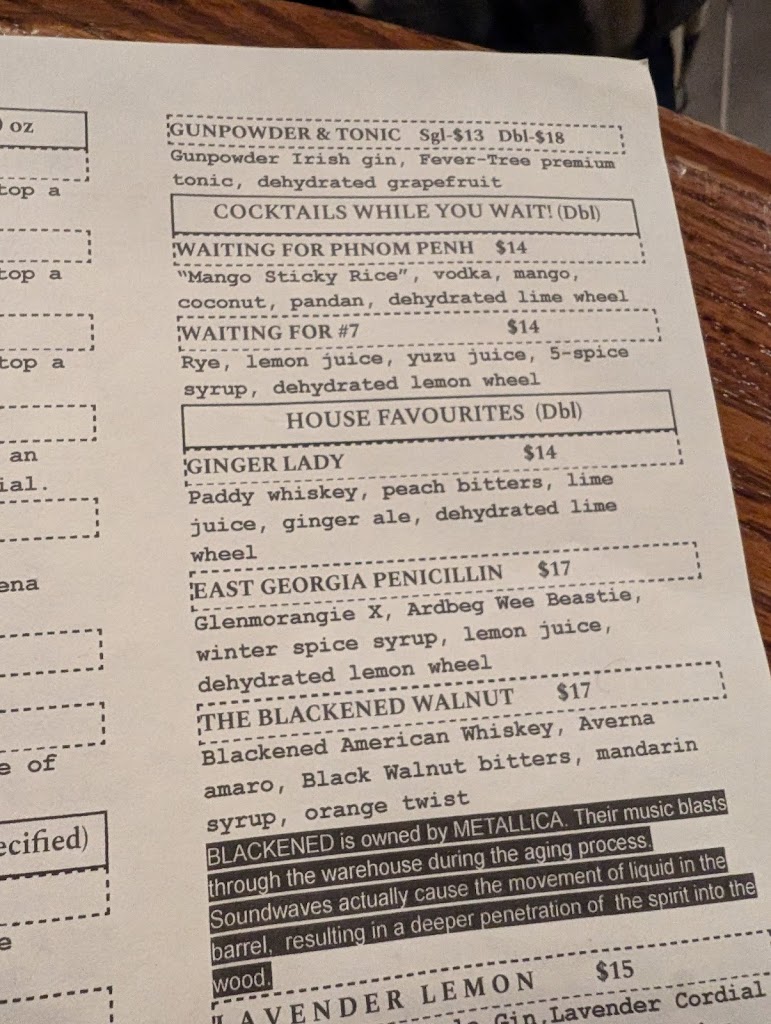 oz
top a
top a
top a
an
ial.
ena
e of
ecified)
e
GUNPOWDER & TONIC Sgl-$13 Dbl-$18
Gunpowder Irish gin, Fever-Tree premium
tonic, dehydrated grapefruit
COCKTAILS WHILE YOU WAIT! (Dbl)
WAITING FOR PHNOM PENH $14
"Mango Sticky Rice", vodka, mango,
coconut, pandan, dehydrated lime wheel
WAITING FOR #7 $14
Rye, lemon juice, yuzu juice, 5-spice
syrup, dehydrated lemon wheel
HOUSE FAVOURITES (Dbl)
GINGER LADY $14
Paddy whiskey, peach bitters, lime
juice, ginger ale, dehydrated lime
wheel
EAST GEORGIA PENICILLIN $17
Glenmorangie X, Ardbeg Wee Beastie,
winter spice syrup, lemon juice,
dehydrated lemon wheel
THE BLACKENED WALNUT $17
Blackened American Whiskey, Averna
amaro, Black Walnut bitters, mandarin
syrup, orange twist
BLACKENED is owned by METALLICA. Their music blasts
through the warehouse during the aging process.
Soundwaves actually cause the movement of liquid in the
barrel, resulting in a deeper penetration of the spirit into the
wood.
LAVENDER LEMON $15
Gin, Lavender Cordial